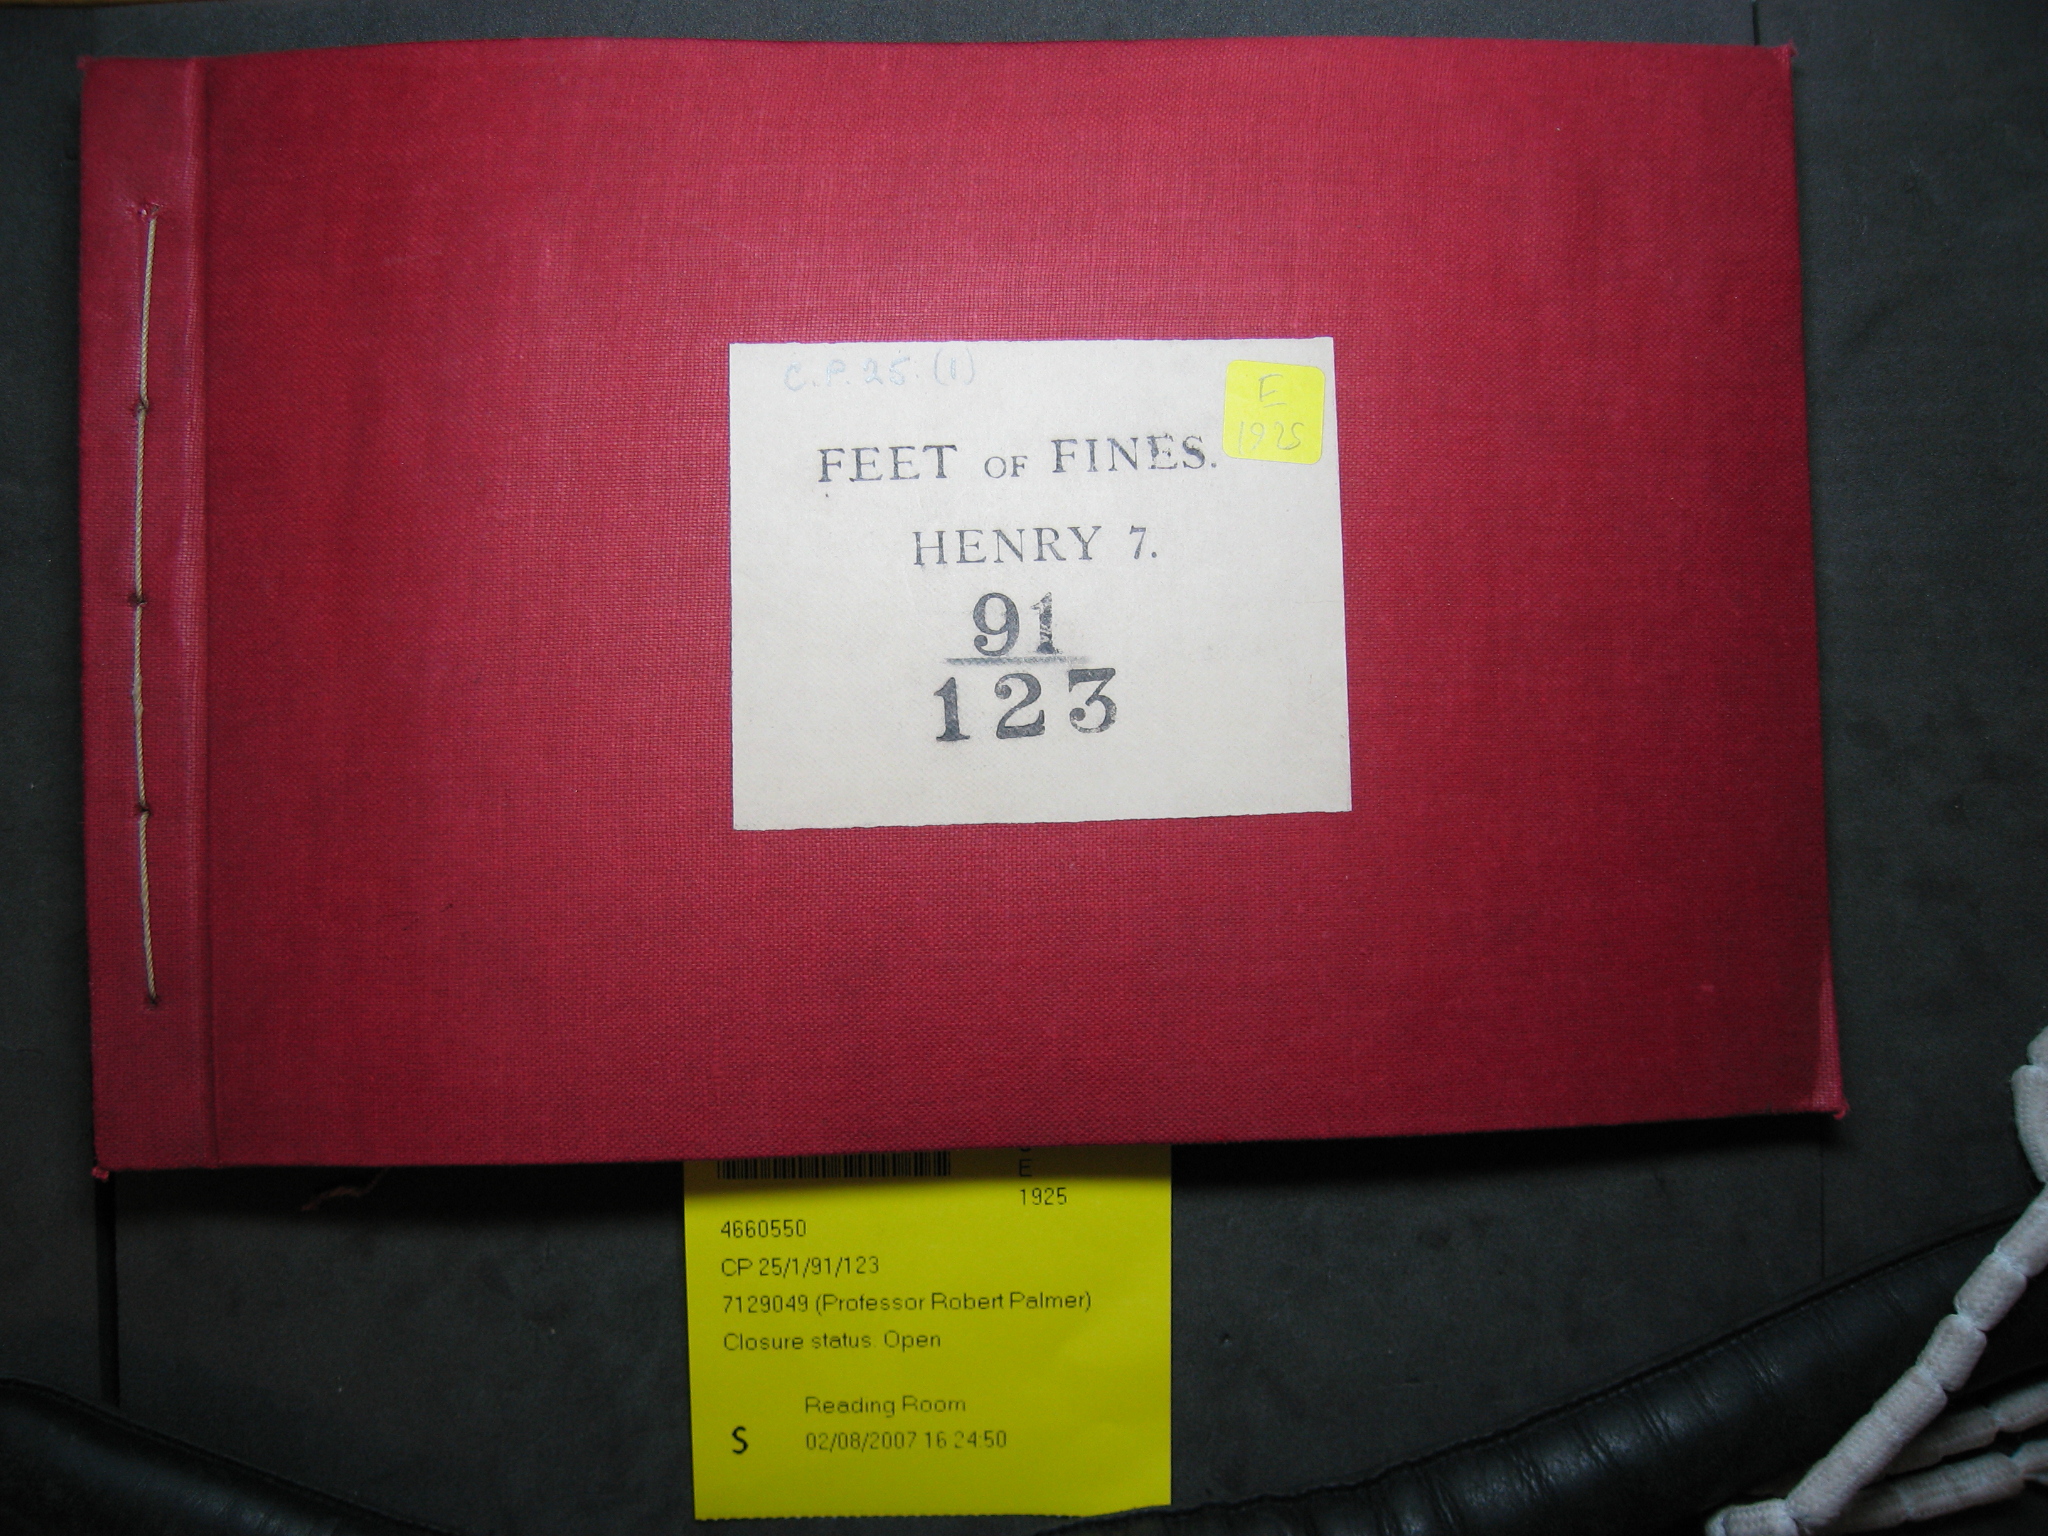 C.P. 25. (1)
E
1925
FEET OF FINES.
HENRY 7.
91
123
E
1925
4660550
CP 25/1/91/123
7129049 (Professor Robert Palmer)
Closure status: Open
Reading Room
S 02/08/2007 16:24:50